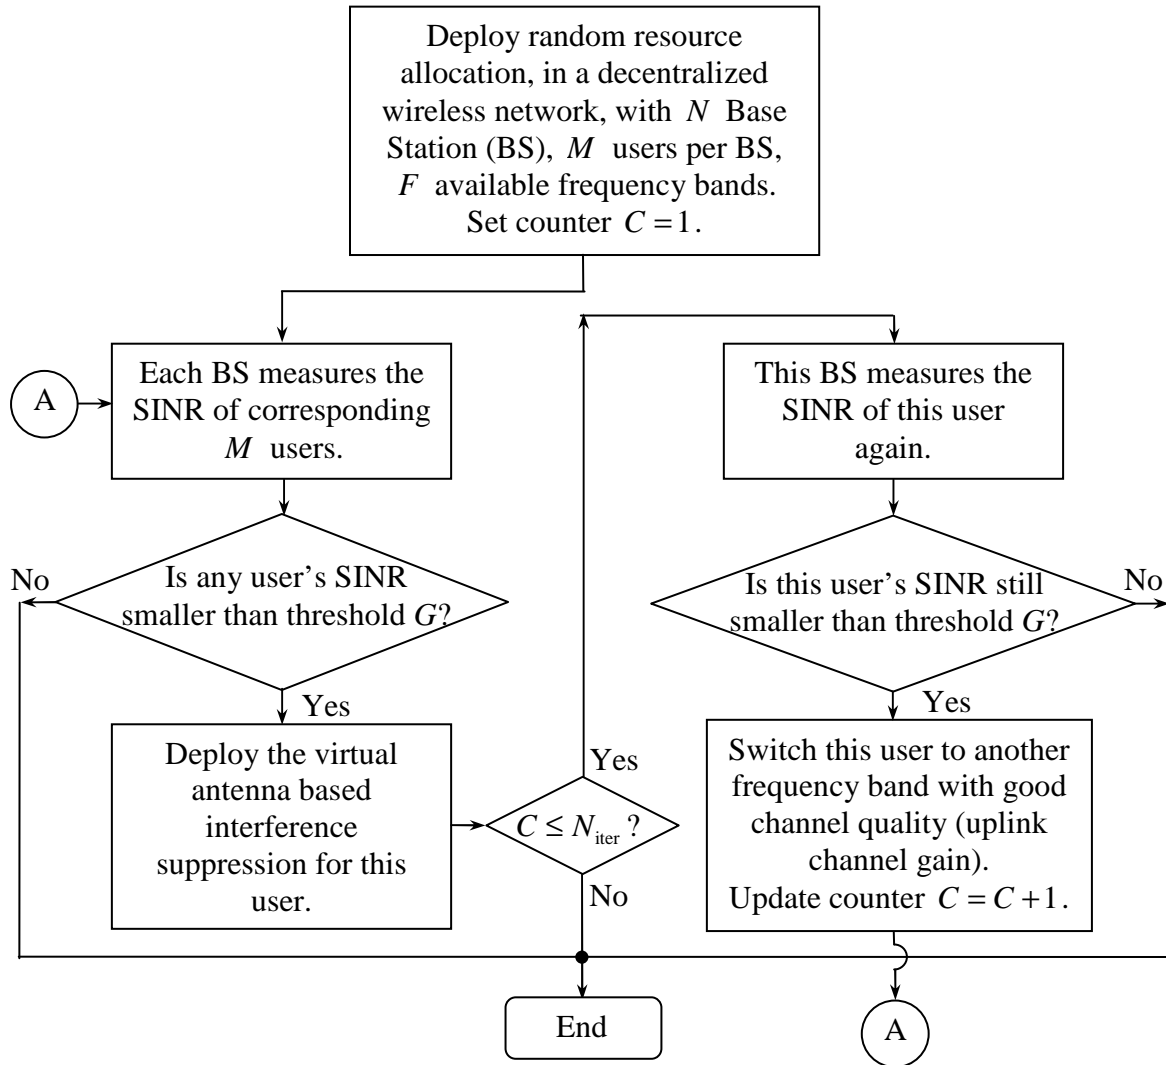 Deploy random resource
allocation, in a decentralized
wireless network, with N Base
Station (BS), M users per BS,
F available frequency bands.
Set counter C = 1.
A
Each BS measures the
SINR of corresponding
M users.
This BS measures the
SINR of this user
again.
No
Is any user’s SINR
smaller than threshold G?
Is this user’s SINR still
smaller than threshold G?
No
Yes
Yes
Deploy the virtual
antenna based
interference
suppression for this
user.
Yes
C ≤ N_iter ?
No
Switch this user to another
frequency band with good
channel quality (uplink
channel gain).
Update counter C = C + 1.
End
A